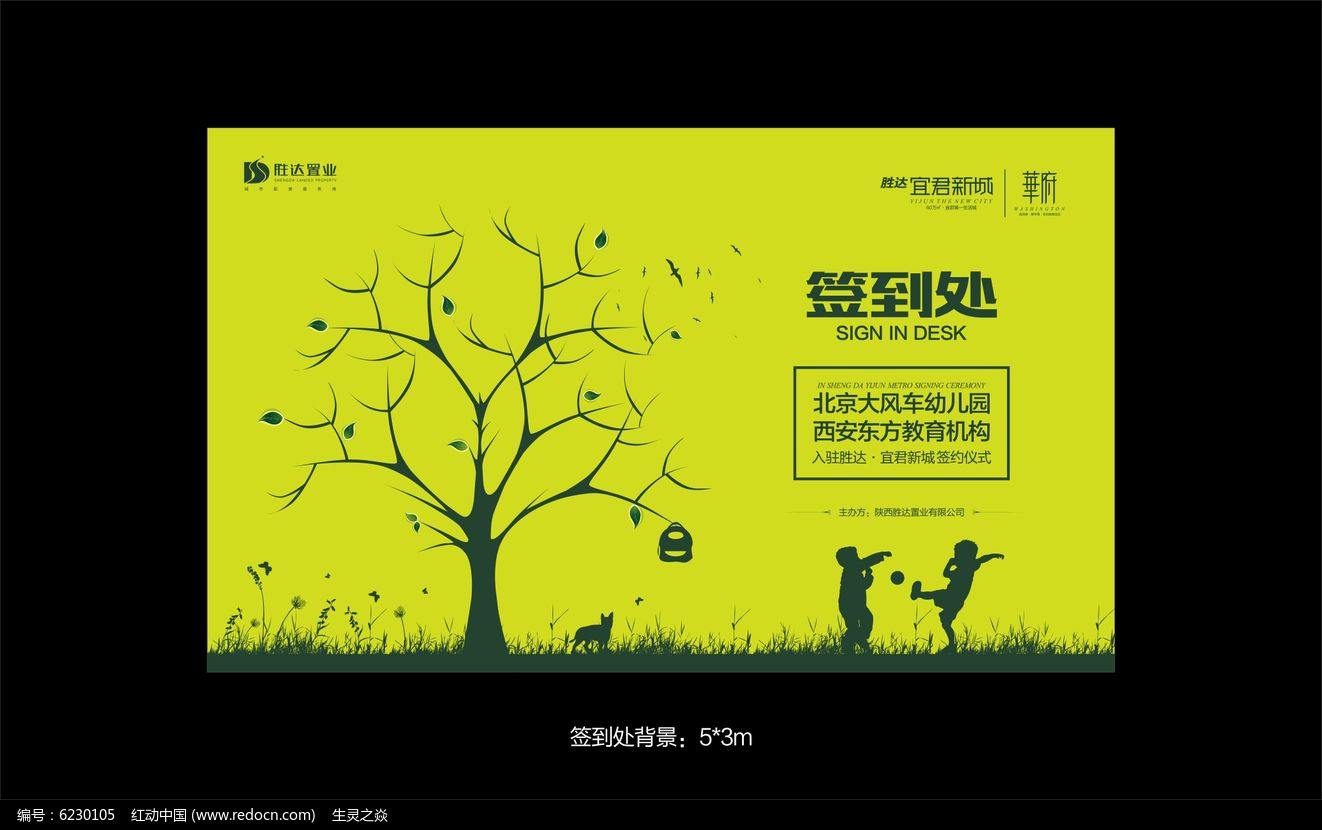 胜达置业
SHENGDA LANDED PROPERTY
胜达 宜君新城
YIJUN THE NEW CITY
華府
WASHINGTON
签到处
SIGN IN DESK
IN SHENG DA YIJUN METRO SIGNING CEREMONY
北京大风车幼儿园
西安东方教育机构
入驻胜达·宜君新城 签约仪式
主办方：陕西胜达置业有限公司
签到处背景：5*3m
编号：6230105 红动中国 (www.redocn.com) 生灵之焱